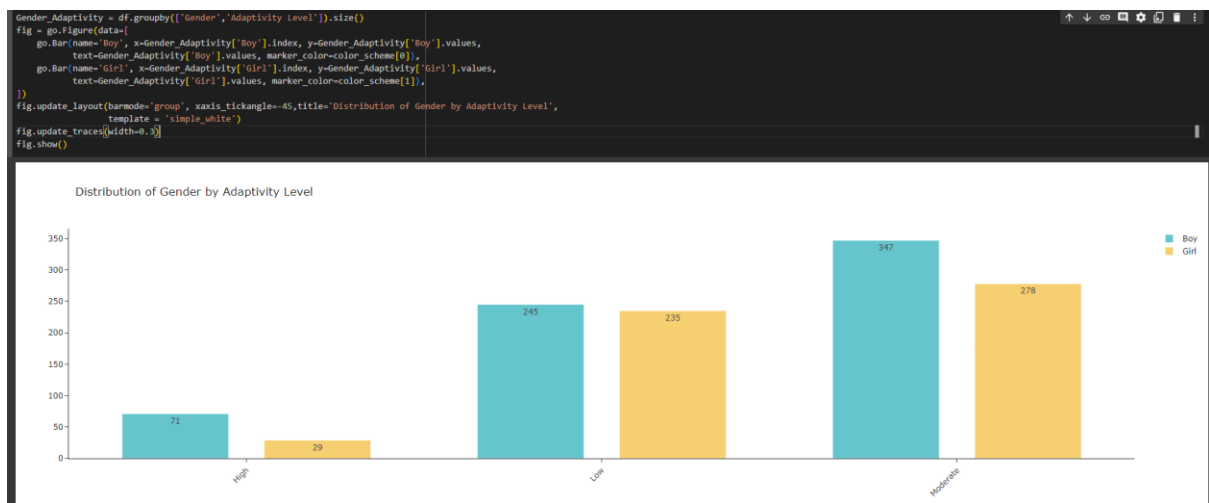 Gender_Adaptivity = df.groupby(['Gender','Adaptivity Level']).size()
fig = go.Figure(data=[
    go.Bar(name='Boy', x=Gender_Adaptivity['Boy'].index, y=Gender_Adaptivity['Boy'].values,
           text=Gender_Adaptivity['Boy'].values, marker_color=color_scheme[0]),
    go.Bar(name='Girl', x=Gender_Adaptivity['Girl'].index, y=Gender_Adaptivity['Girl'].values,
           text=Gender_Adaptivity['Girl'].values, marker_color=color_scheme[1]),
])
fig.update_layout(barmode='group', xaxis_tickangle=-45,title='Distribution of Gender by Adaptivity Level',
                  template = 'simple_white')
fig.update_traces(width=0.3)
fig.show()
Distribution of Gender by Adaptivity Level
350
300
250
200
150
100
50
0
71
29
245
235
347
278
High
Low
Moderate
Boy
Girl